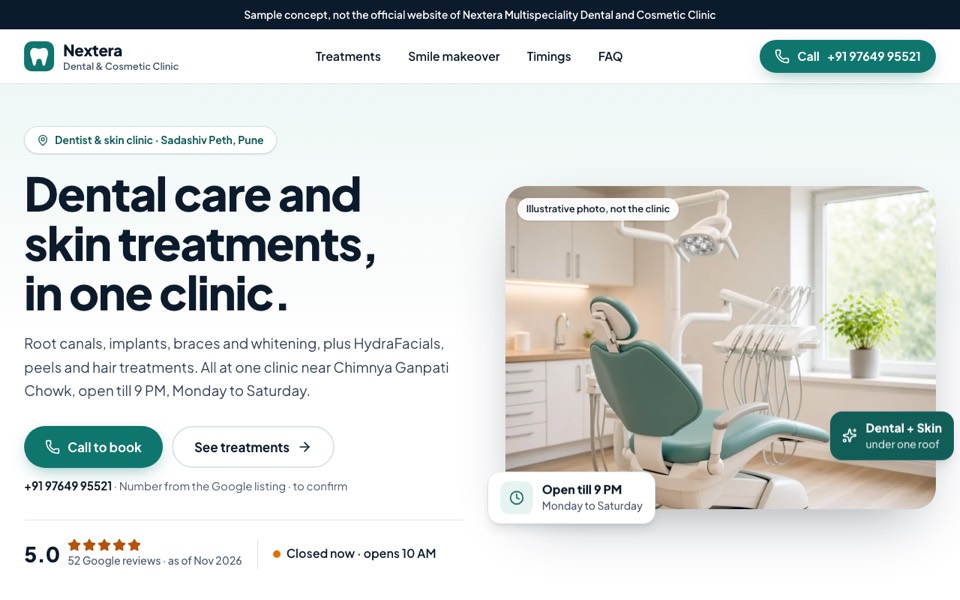 Sample concept, not the official website of Nextera Multispeciality Dental and Cosmetic Clinic
Nextera
Dental & Cosmetic Clinic
Treatments
Smile makeover
Timings
FAQ
Call +91 97649 95521
Dentist & skin clinic · Sadashiv Peth, Pune
Dental care and
skin treatments,
in one clinic.
Root canals, implants, braces and whitening, plus HydraFacials,
peels and hair treatments. All at one clinic near Chimnya Ganpati
Chowk, open till 9 PM, Monday to Saturday.
Call to book
See treatments
+91 97649 95521 · Number from the Google listing · to confirm
5.0
52 Google reviews · as of Nov 2026
Closed now · opens 10 AM
Illustrative photo, not the clinic
Dental + Skin
under one roof
Open till 9 PM
Monday to Saturday